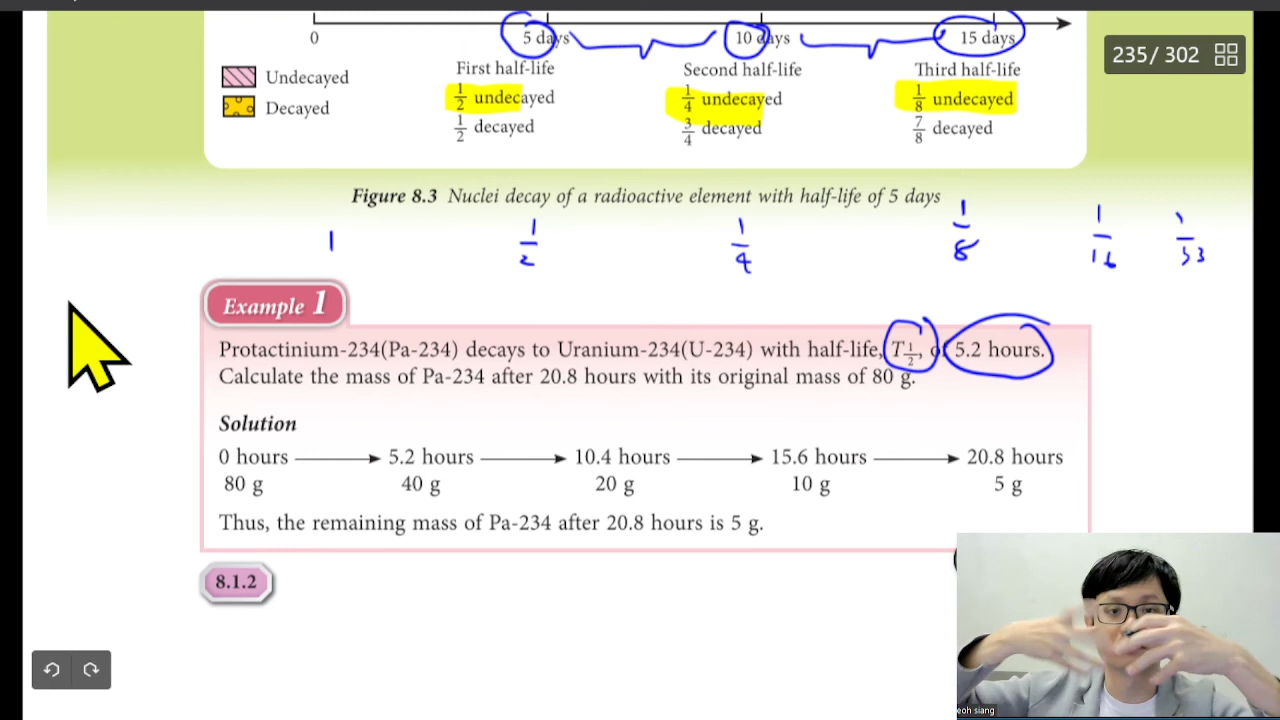 0 5 days 10 days 15 days
235/ 302
Undecayed
Decayed
First half-life
1/2 undecayed
1/2 decayed
Second half-life
1/4 undecayed
3/4 decayed
Third half-life
1/8 undecayed
7/8 decayed
Figure 8.3 Nuclei decay of a radioactive element with half-life of 5 days
1 1/2 1/4 1/8 1/16
Example 1
Protactinium-234(Pa-234) decays to Uranium-234(U-234) with half-life, T1/2, of 5.2 hours.
Calculate the mass of Pa-234 after 20.8 hours with its original mass of 80 g.
Solution
0 hours 5.2 hours 10.4 hours 15.6 hours 20.8 hours
80 g 40 g 20 g 10 g 5 g
Thus, the remaining mass of Pa-234 after 20.8 hours is 5 g.
8.1.2
eoh siang